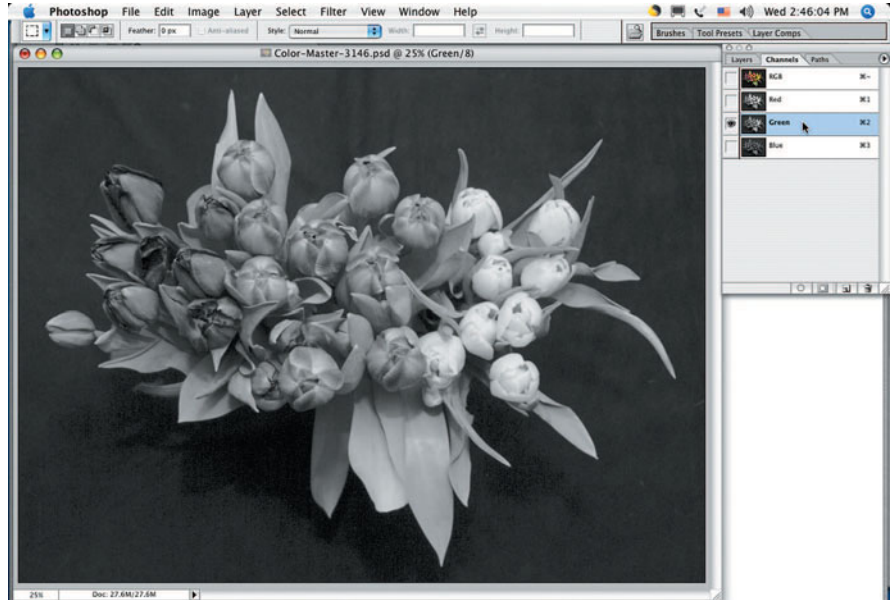 Photoshop File Edit Image Layer Select Filter View Window Help Wed 2:46:04 PM
Feather: 0 px Anti-aliased Style: Normal Width: Height: Brushes Tool Presets Layer Comps
Color-Master-3146.psd @ 25% (Green/8)
Layers Channels Paths
RGB ⌘~
Red ⌘1
Green ⌘2
Blue ⌘3
25% Doc: 27.6M/27.6M